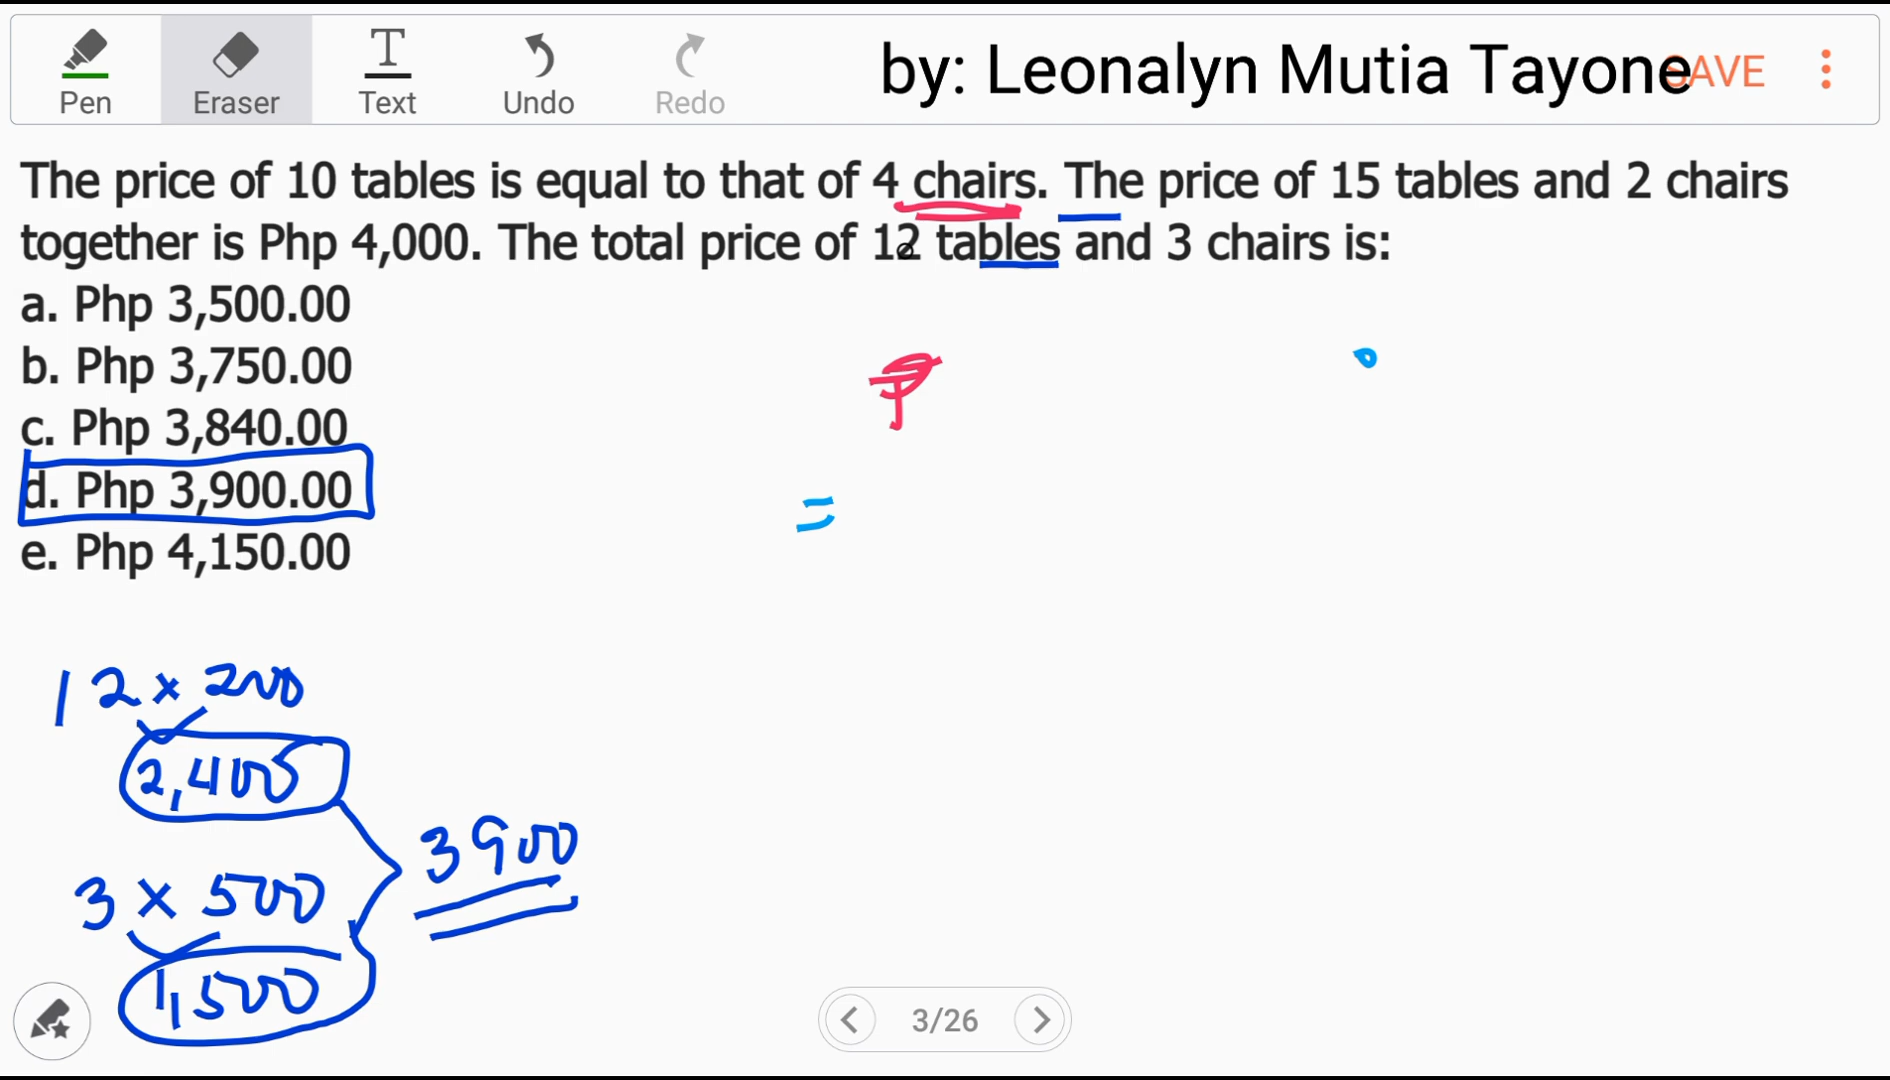 Pen
Eraser
Text
Undo
Redo
by: Leonalyn Mutia Tayone
The price of 10 tables is equal to that of 4 chairs. The price of 15 tables and 2 chairs
together is Php 4,000. The total price of 12 tables and 3 chairs is:
a. Php 3,500.00
b. Php 3,750.00
c. Php 3,840.00
d. Php 3,900.00
e. Php 4,150.00
₱
=
12 x 200
2,400
3900
3 x 500
1,500
3/26